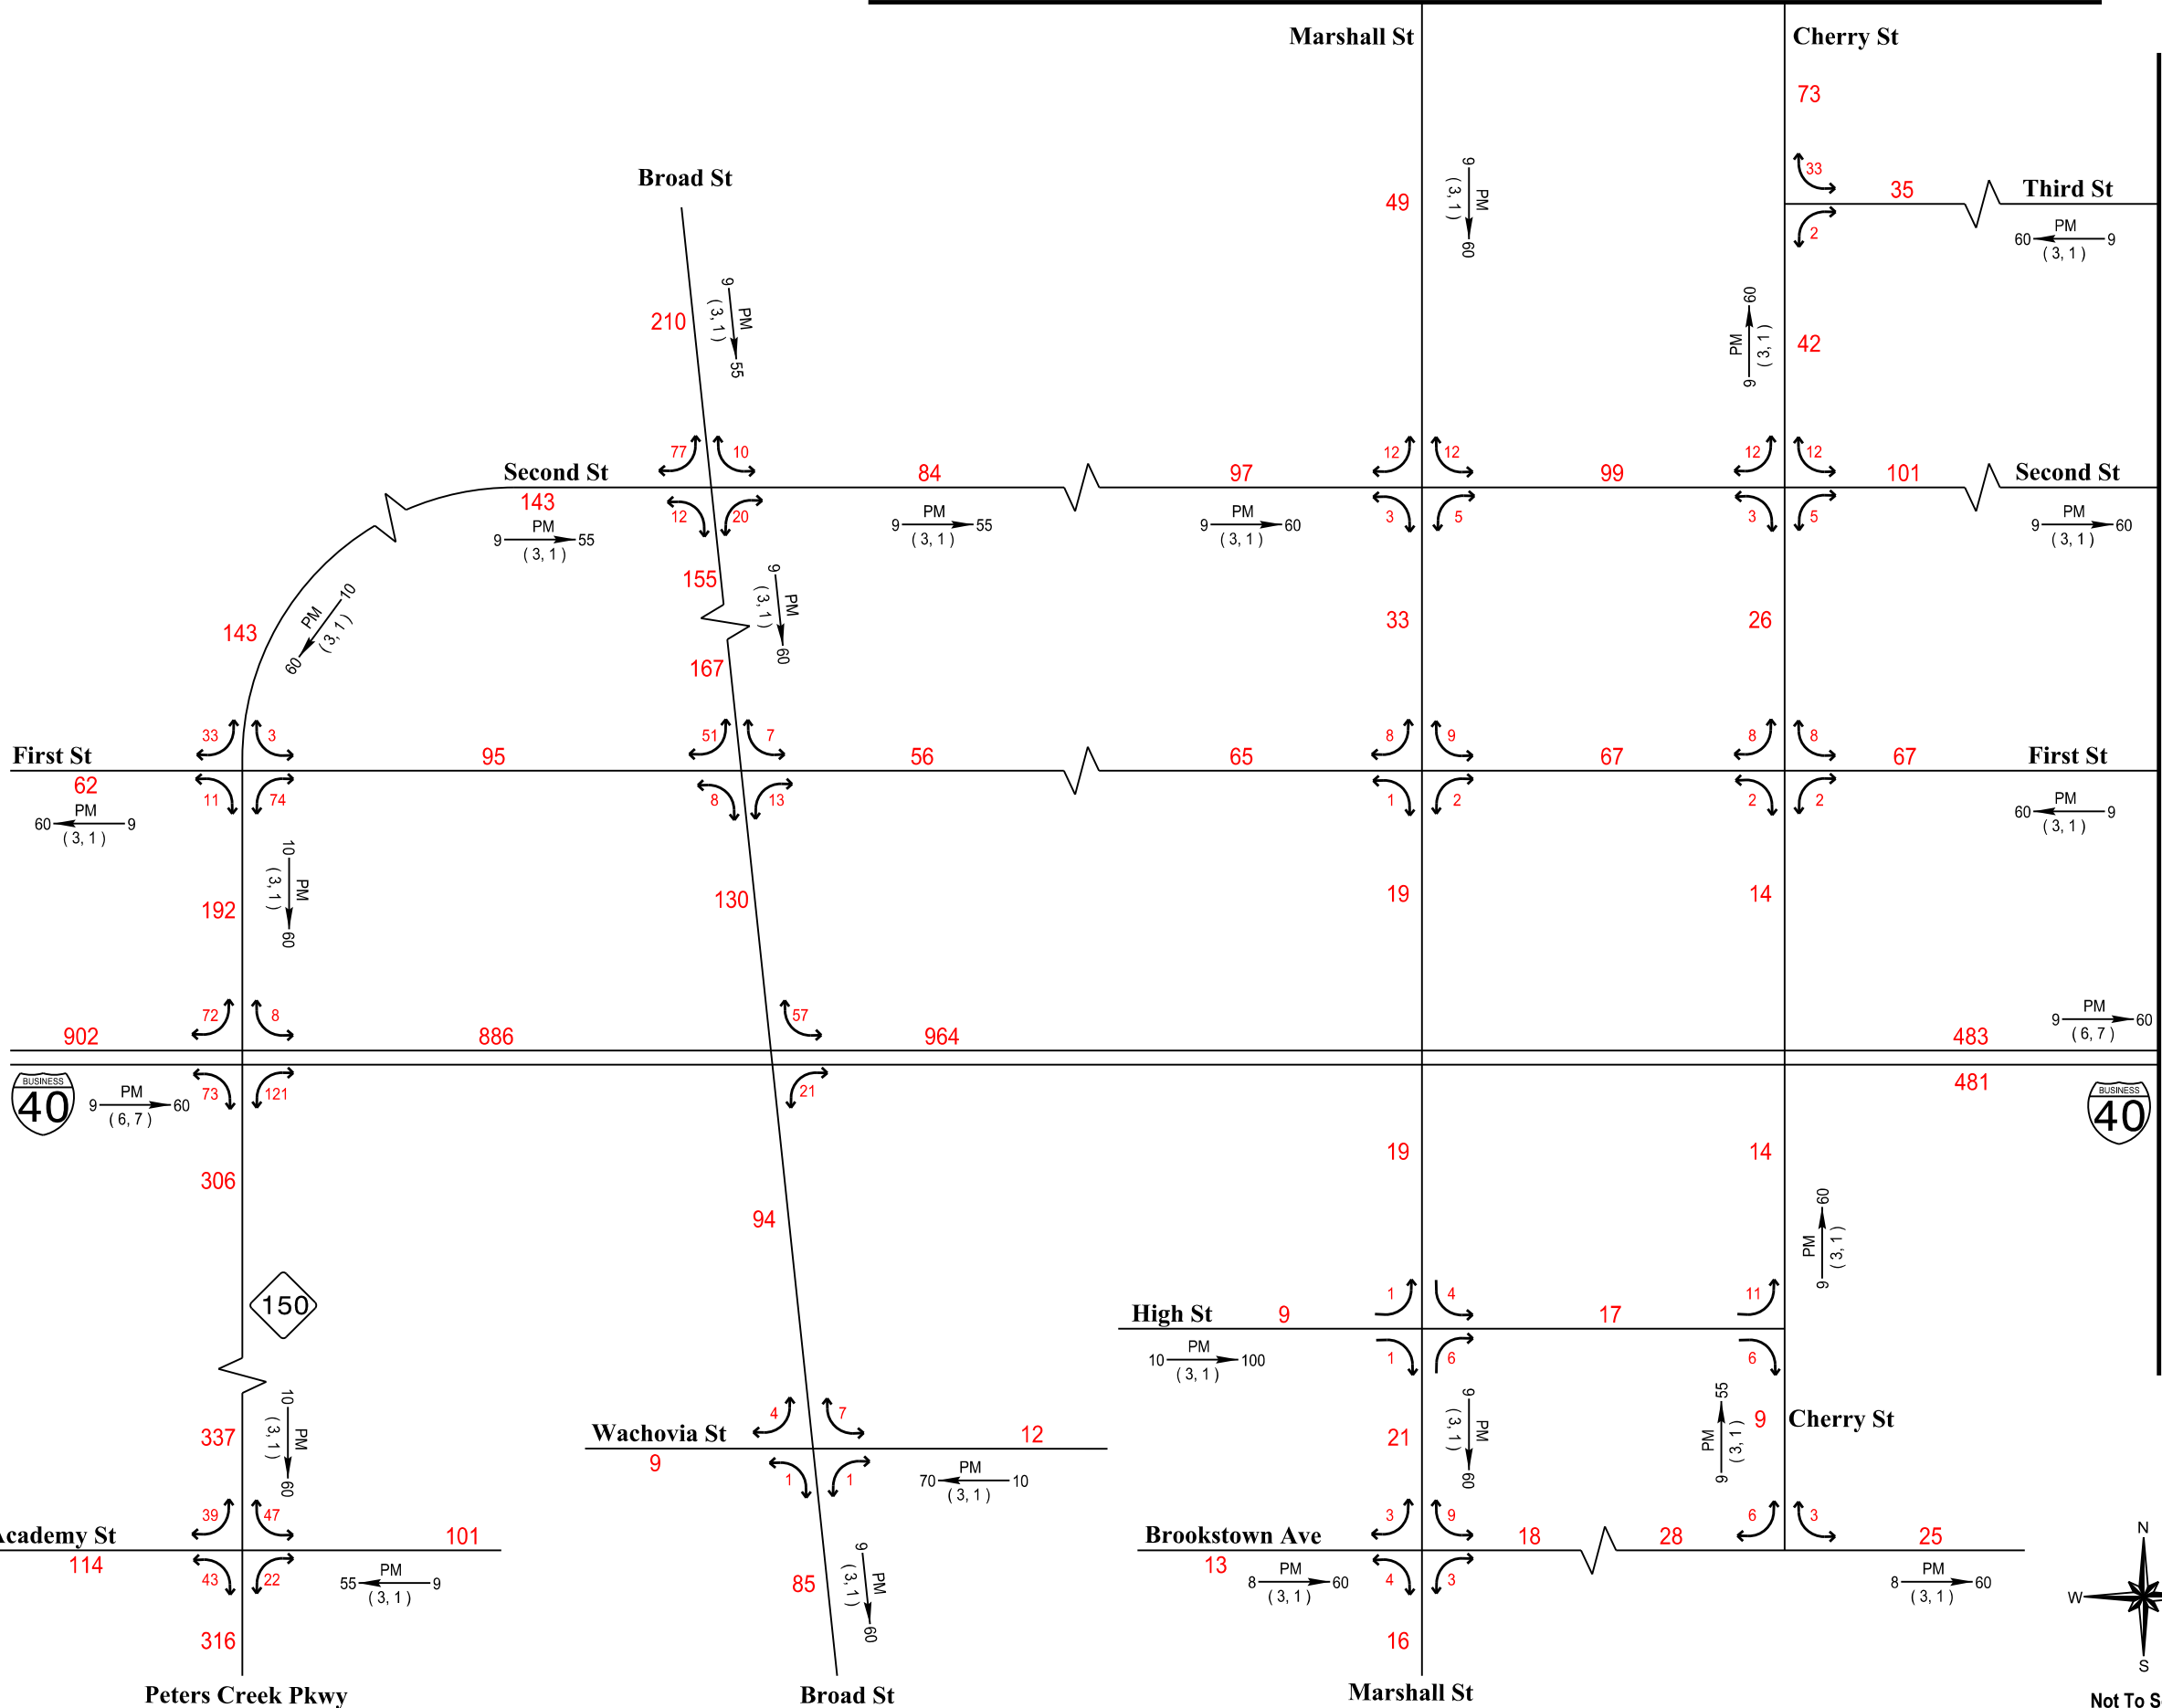 Marshall St
Cherry St
73
33
35
Third St
2
60 PM 9
( 3, 1 )
Broad St
49
9 PM 60
( 3, 1 )
210
9 PM 55
( 3, 1 )
9 PM 60
( 3, 1 )
42
77
10
12
12
12
12
Second St
84
97
99
101
Second St
143
12
20
3
5
3
5
9 PM 55
( 3, 1 )
9 PM 55
( 3, 1 )
9 PM 60
( 3, 1 )
9 PM 60
( 3, 1 )
155
9 PM 60
( 3, 1 )
143
10 PM 60
( 3, 1 )
33
26
167
33
3
51
7
8
9
8
8
First St
95
56
65
67
67
First St
62
11
74
8
13
1
2
2
2
60 PM 9
( 3, 1 )
60 PM 9
( 3, 1 )
192
10 PM 60
( 3, 1 )
130
19
14
72
8
57
9 PM 60
( 6, 7 )
902
886
964
483
BUSINESS
40
9 PM 60
( 6, 7 )
73
121
21
481
BUSINESS
40
306
94
19
14
9 PM 60
( 3, 1 )
150
1
4
11
High St
9
17
10 PM 100
( 3, 1 )
1
6
6
337
10 PM 60
( 3, 1 )
4
7
Wachovia St
12
9
1
1
70 PM 10
( 3, 1 )
21
9 PM 60
( 3, 1 )
9 PM 55
( 3, 1 )
9
Cherry St
39
47
3
9
6
3
Academy St
101
Brookstown Ave
18
28
25
114
43
22
55 PM 9
( 3, 1 )
85
9 PM 60
( 3, 1 )
13
8 PM 60
( 3, 1 )
4
3
8 PM 60
( 3, 1 )
316
16
N
W
S
Peters Creek Pkwy
Broad St
Marshall St
Not To S